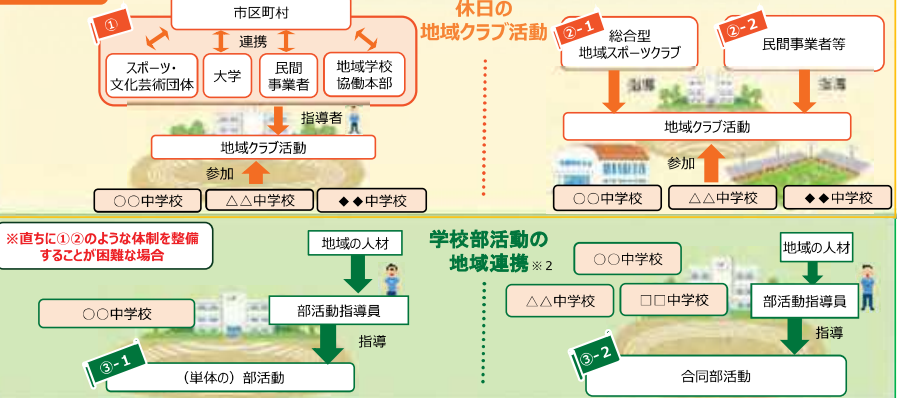 市区町村
①
連携
スポーツ・
文化芸術団体
大学
民間
事業者
地域学校
協働本部
指導者
地域クラブ活動
参加
○○中学校
△△中学校
◆◆中学校
休日の
地域クラブ活動
②-1
総合型
地域スポーツクラブ
②-2
民間事業者等
指導
指導
地域クラブ活動
参加
○○中学校
△△中学校
◆◆中学校
※直ちに①②のような体制を整備
することが困難な場合
地域の人材
○○中学校
部活動指導員
指導
③-1
（単体の）部活動
学校部活動の
地域連携※2
○○中学校
△△中学校
□□中学校
地域の人材
部活動指導員
指導
③-2
合同部活動